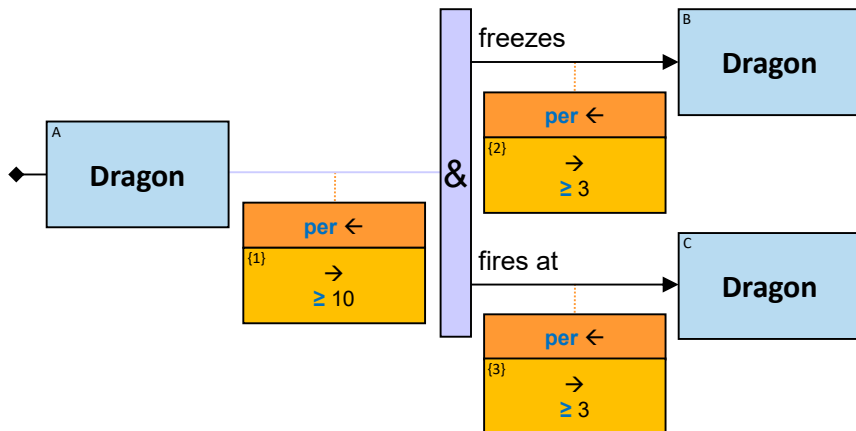 A
Dragon
per ←
{1}
→
≥ 10
&
freezes
per ←
{2}
→
≥ 3
B
Dragon
fires at
per ←
{3}
→
≥ 3
C
Dragon